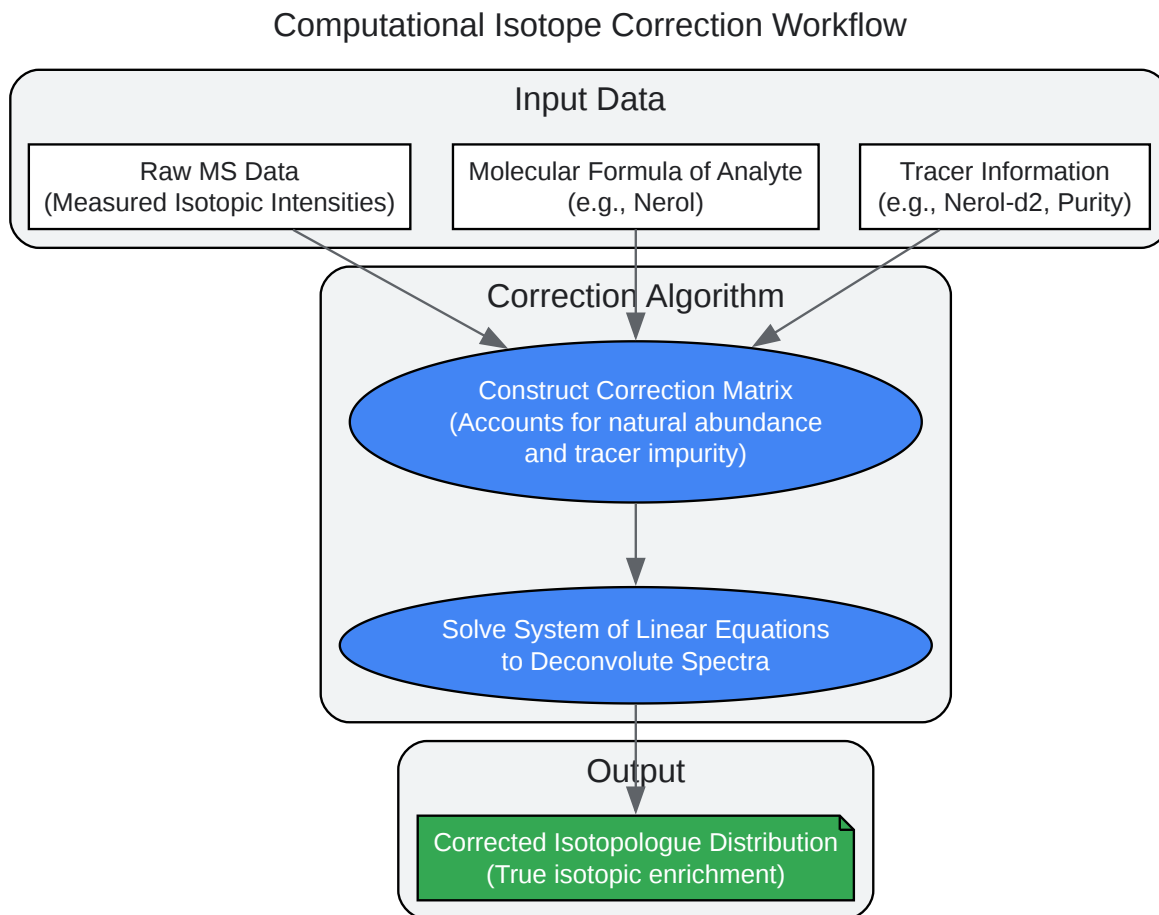 Computational Isotope Correction Workflow
Input Data
Raw MS Data
(Measured Isotopic Intensities)
Molecular Formula of Analyte
(e.g., Nerol)
Tracer Information
(e.g., Nerol-d2, Purity)
Correction Algorithm
Construct Correction Matrix
(Accounts for natural abundance
and tracer impurity)
Solve System of Linear Equations
to Deconvolute Spectra
Output
Corrected Isotopologue Distribution
(True isotopic enrichment)